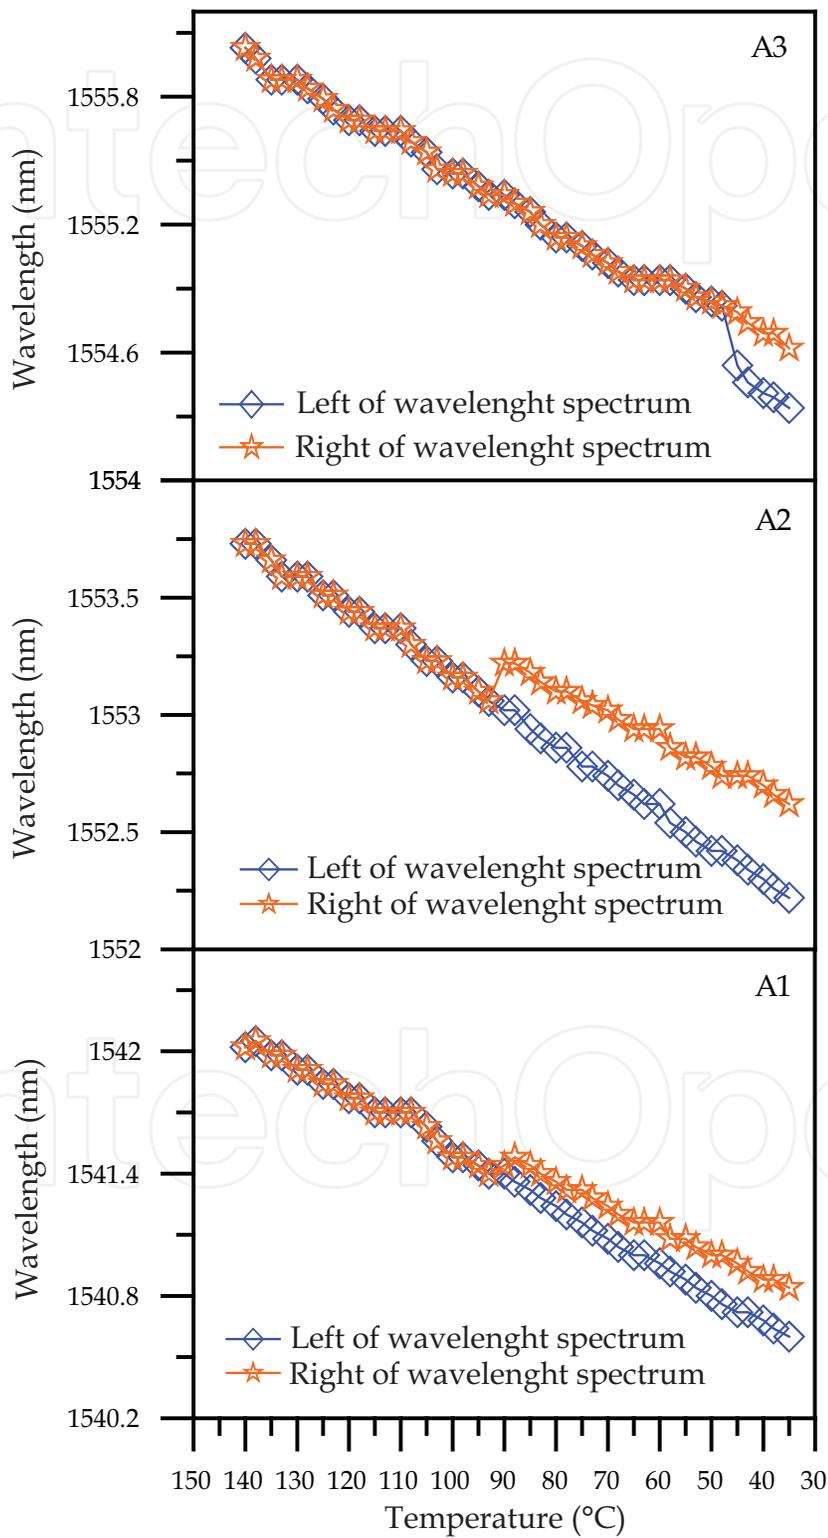 A3
1555.8
1555.2
1554.6
1554
Wavelength (nm)
Left of wavelenght spectrum
Right of wavelenght spectrum
A2
1553.5
1553
1552.5
1552
Wavelength (nm)
Left of wavelenght spectrum
Right of wavelenght spectrum
A1
1542
1541.4
1540.8
1540.2
Wavelength (nm)
Left of wavelenght spectrum
Right of wavelenght spectrum
150 140 130 120 110 100 90 80 70 60 50 40 30
Temperature (°C)
ntechOp
ntechOp